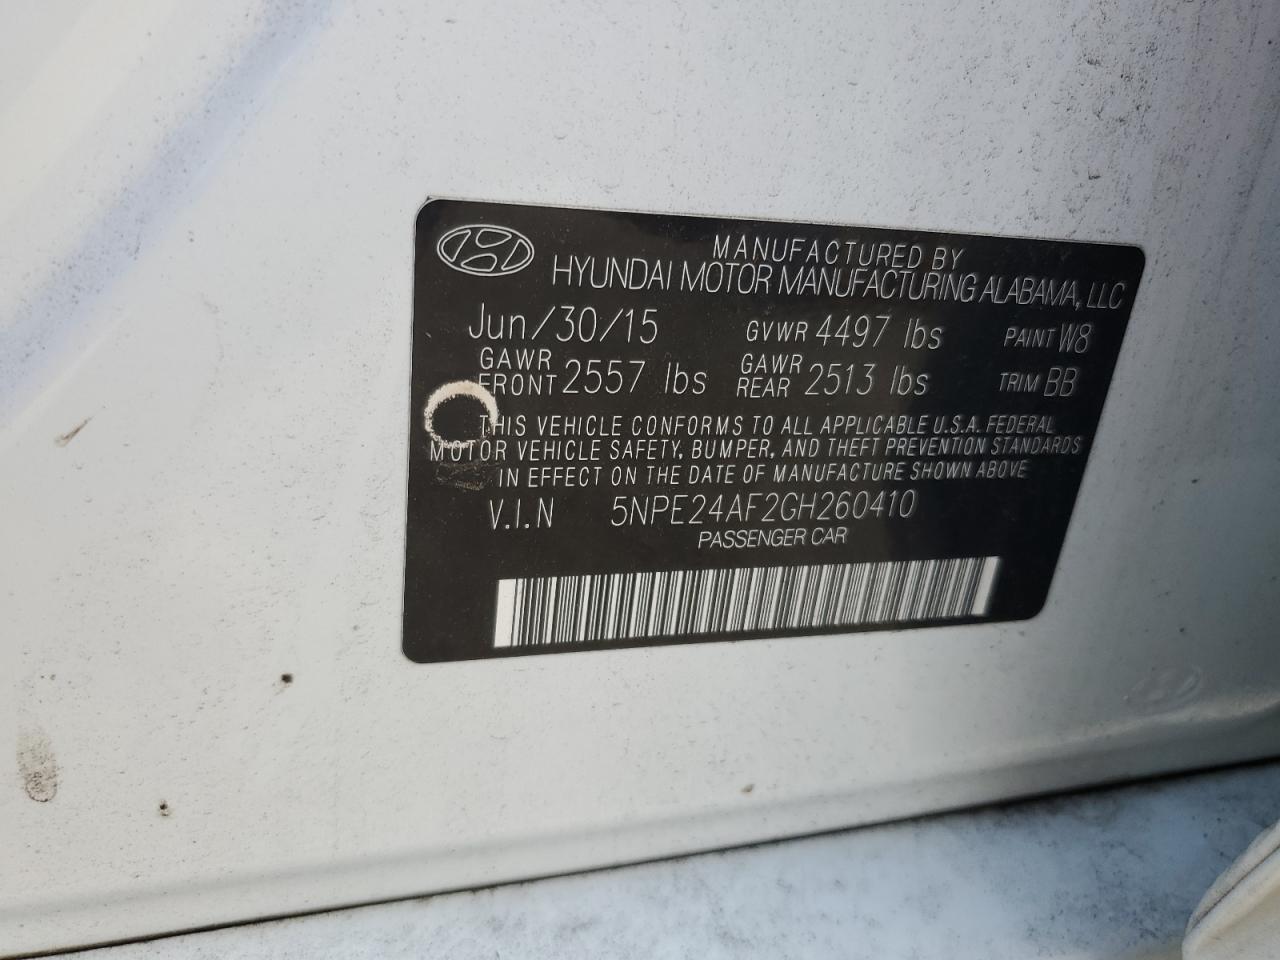 MANUFACTURED BY
HYUNDAI MOTOR MANUFACTURING ALABAMA, LLC
Jun/30/15 GVWR 4497 lbs PAINT W8
GAWR FRONT 2557 lbs GAWR REAR 2513 lbs TRIM BB
THIS VEHICLE CONFORMS TO ALL APPLICABLE U.S.A. FEDERAL
MOTOR VEHICLE SAFETY, BUMPER, AND THEFT PREVENTION STANDARDS
IN EFFECT ON THE DATE OF MANUFACTURE SHOWN ABOVE
V.I.N 5NPE24AF2GH260410
PASSENGER CAR